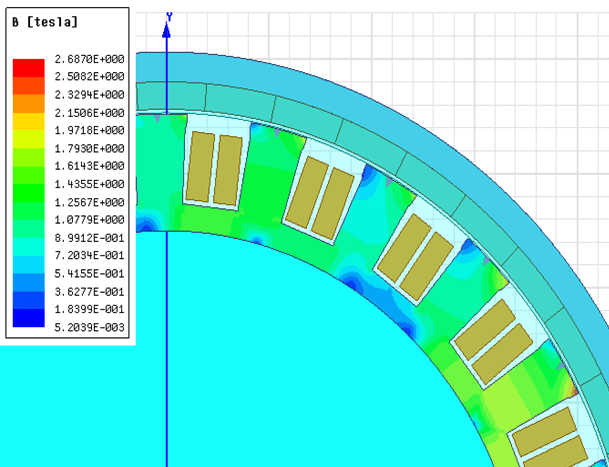 B [tesla]
2.6870E+000
2.5082E+000
2.3294E+000
2.1506E+000
1.9718E+000
1.7930E+000
1.6143E+000
1.4355E+000
1.2567E+000
1.0779E+000
8.9912E-001
7.2034E-001
5.4155E-001
3.6277E-001
1.8399E-001
5.2039E-003
Y